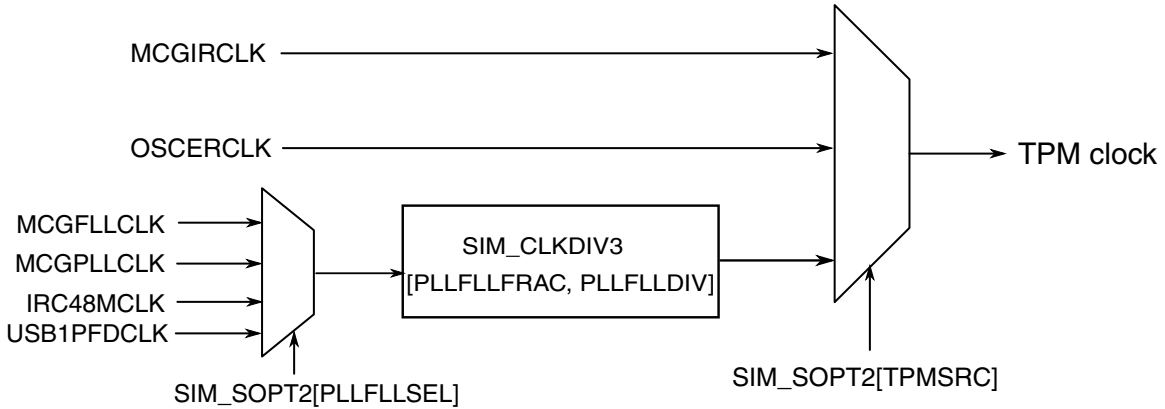 MCGIRCLK
OSCERCLK
TPM clock
MCGFLLCLK
MCGPLLCLK
IRC48MCLK
USB1PFDCLK
SIM_CLKDIV3
[PLLFLLFRAC, PLLFLLDIV]
SIM_SOPT2[PLLFLLSEL]
SIM_SOPT2[TPMSRC]